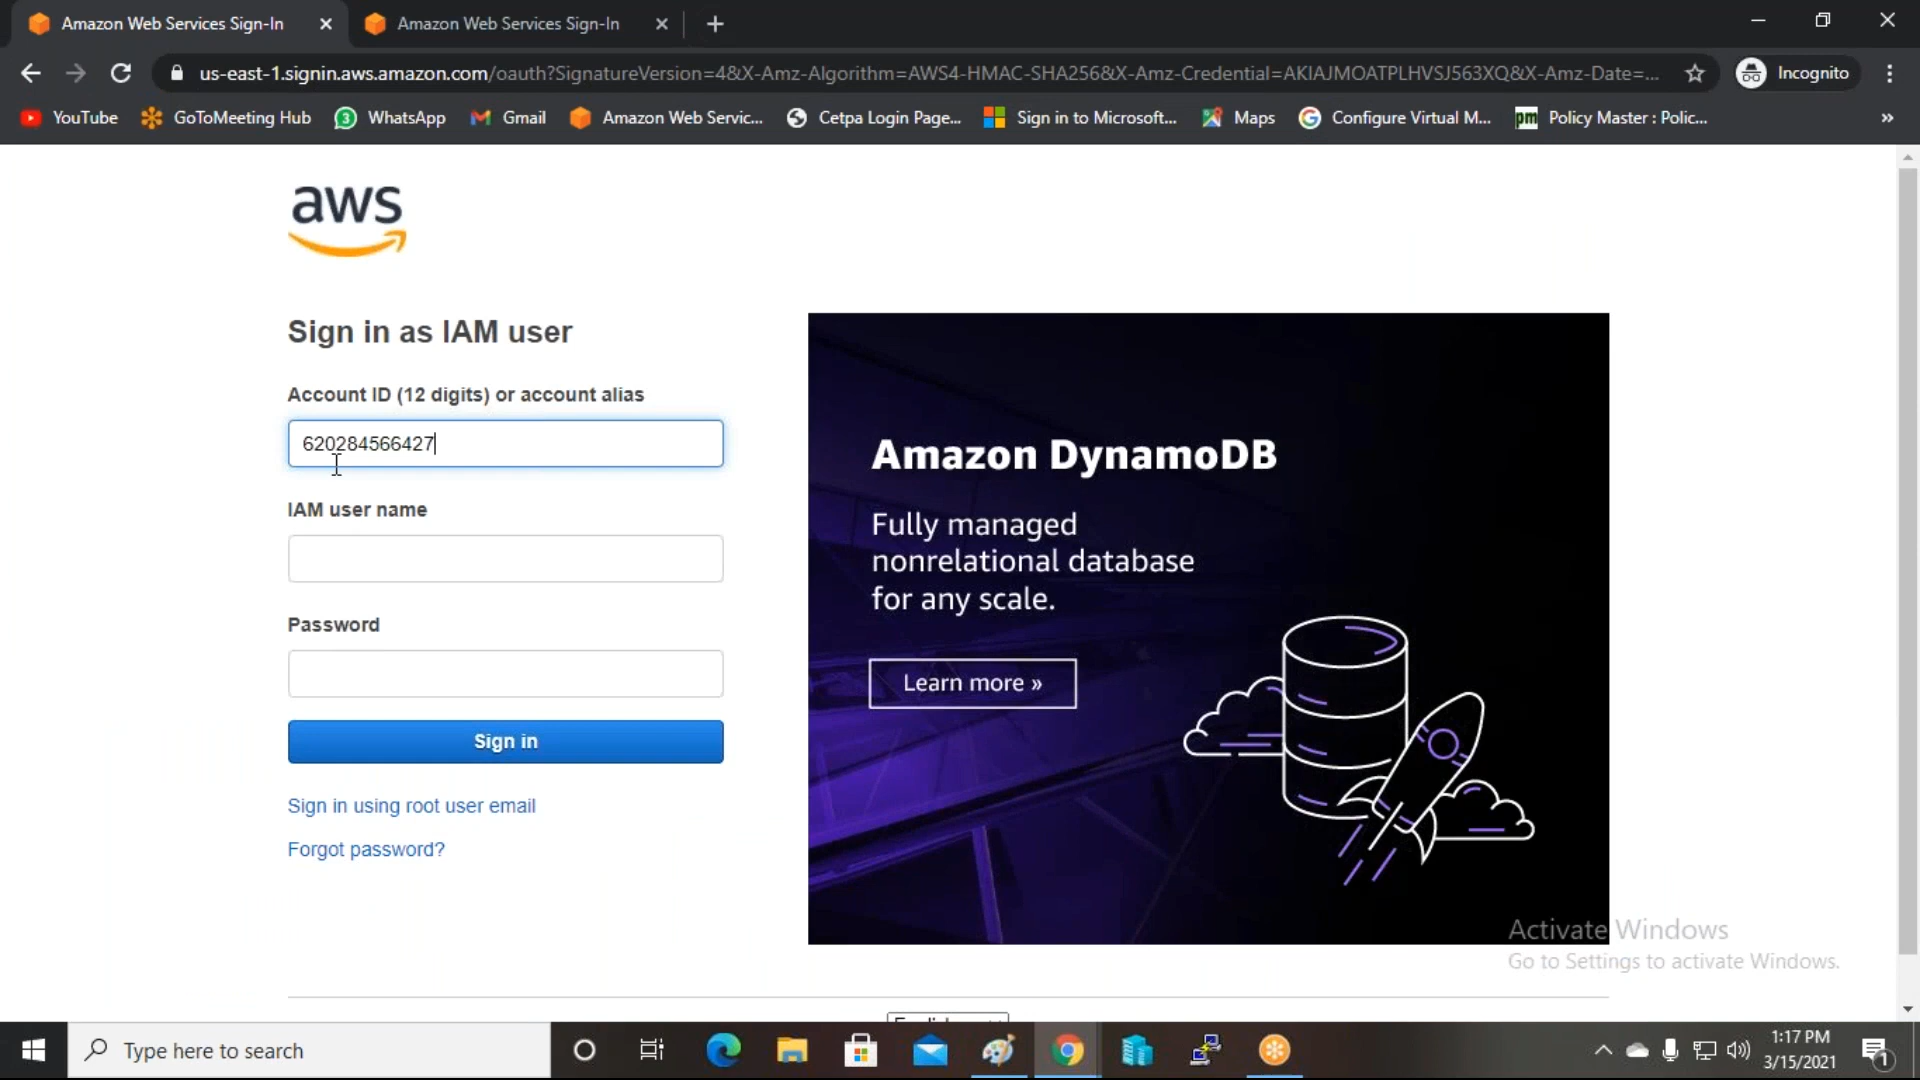 Amazon Web Services Sign-In
Amazon Web Services Sign-In
us-east-1.signin.aws.amazon.com/oauth?SignatureVersion=4&X-Amz-Algorithm=AWS4-HMAC-SHA256&X-Amz-Credential=AKIAJMOATPLHVSJ563XQ&X-Amz-Date=...
Incognito
YouTube
GoToMeeting Hub
3
WhatsApp
Gmail
Amazon Web Servic...
Cetpa Login Page...
Sign in to Microsoft...
Maps
Configure Virtual M...
pm
Policy Master : Polic...
»
aws
Sign in as IAM user
Account ID (12 digits) or account alias
620284566427
IAM user name
Password
Sign in
Sign in using root user email
Forgot password?
Amazon DynamoDB
Fully managed
nonrelational database
for any scale.
Learn more »
Activate Windows
Go to Settings to activate Windows.
Type here to search
1:17 PM
3/15/2021
1